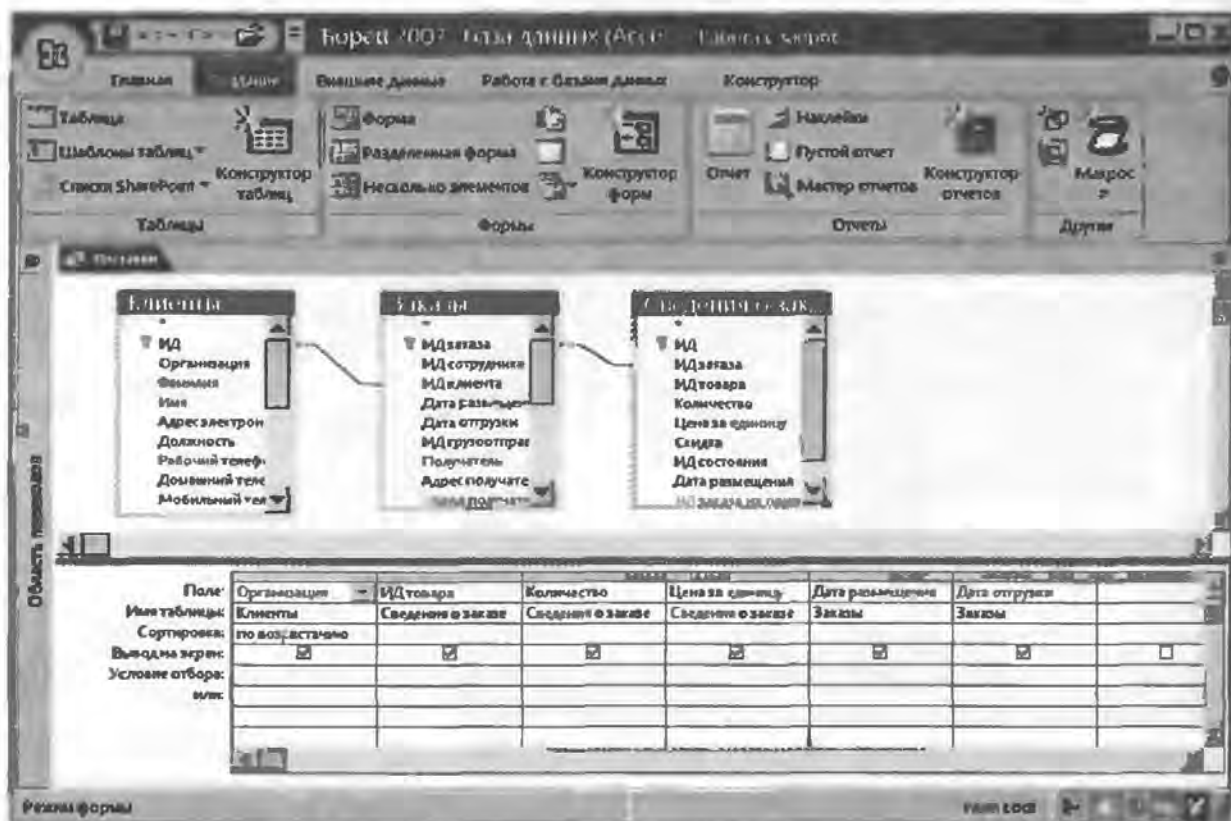 Борей 2007 База данных (Acce
Главная Внешние данные Работа с базами данных Конструктор
Таблица
Шаблоны таблиц
Списки SharePoint
Конструктор таблиц
Таблицы
Форма
Разделенная форма
Несколько элементов
Конструктор форм
Формы
Отчет
Наклейки
Пустой отчет
Мастер отчетов
Конструктор отчетов
Отчеты
Макрос
Другие
Область переходов
Клиенты
ИД
Организация
Фамилия
Имя
Адрес электрон
Должность
Рабочий телеф
Домашний теле
Мобильный тел
Заказы
ИД заказа
ИД сотрудника
ИД клиента
Дата размещен
Дата отгрузки
ИД грузоотправ
Получатель
Адрес получате
Сведения о зак...
ИД
ИД заказа
ИД товара
Количество
Цена за единицу
Скидка
ИД состояния
Дата размещения
Поле: Организация ИД товара Количество Цена за единицу Дата размещения Дата отгрузки
Имя таблицы: Клиенты Сведения о заказе Сведения о заказе Сведения о заказе Заказы Заказы
Сортировка: по возрастанию
Вывод на экран:
Условие отбора:
или:
Режим формы